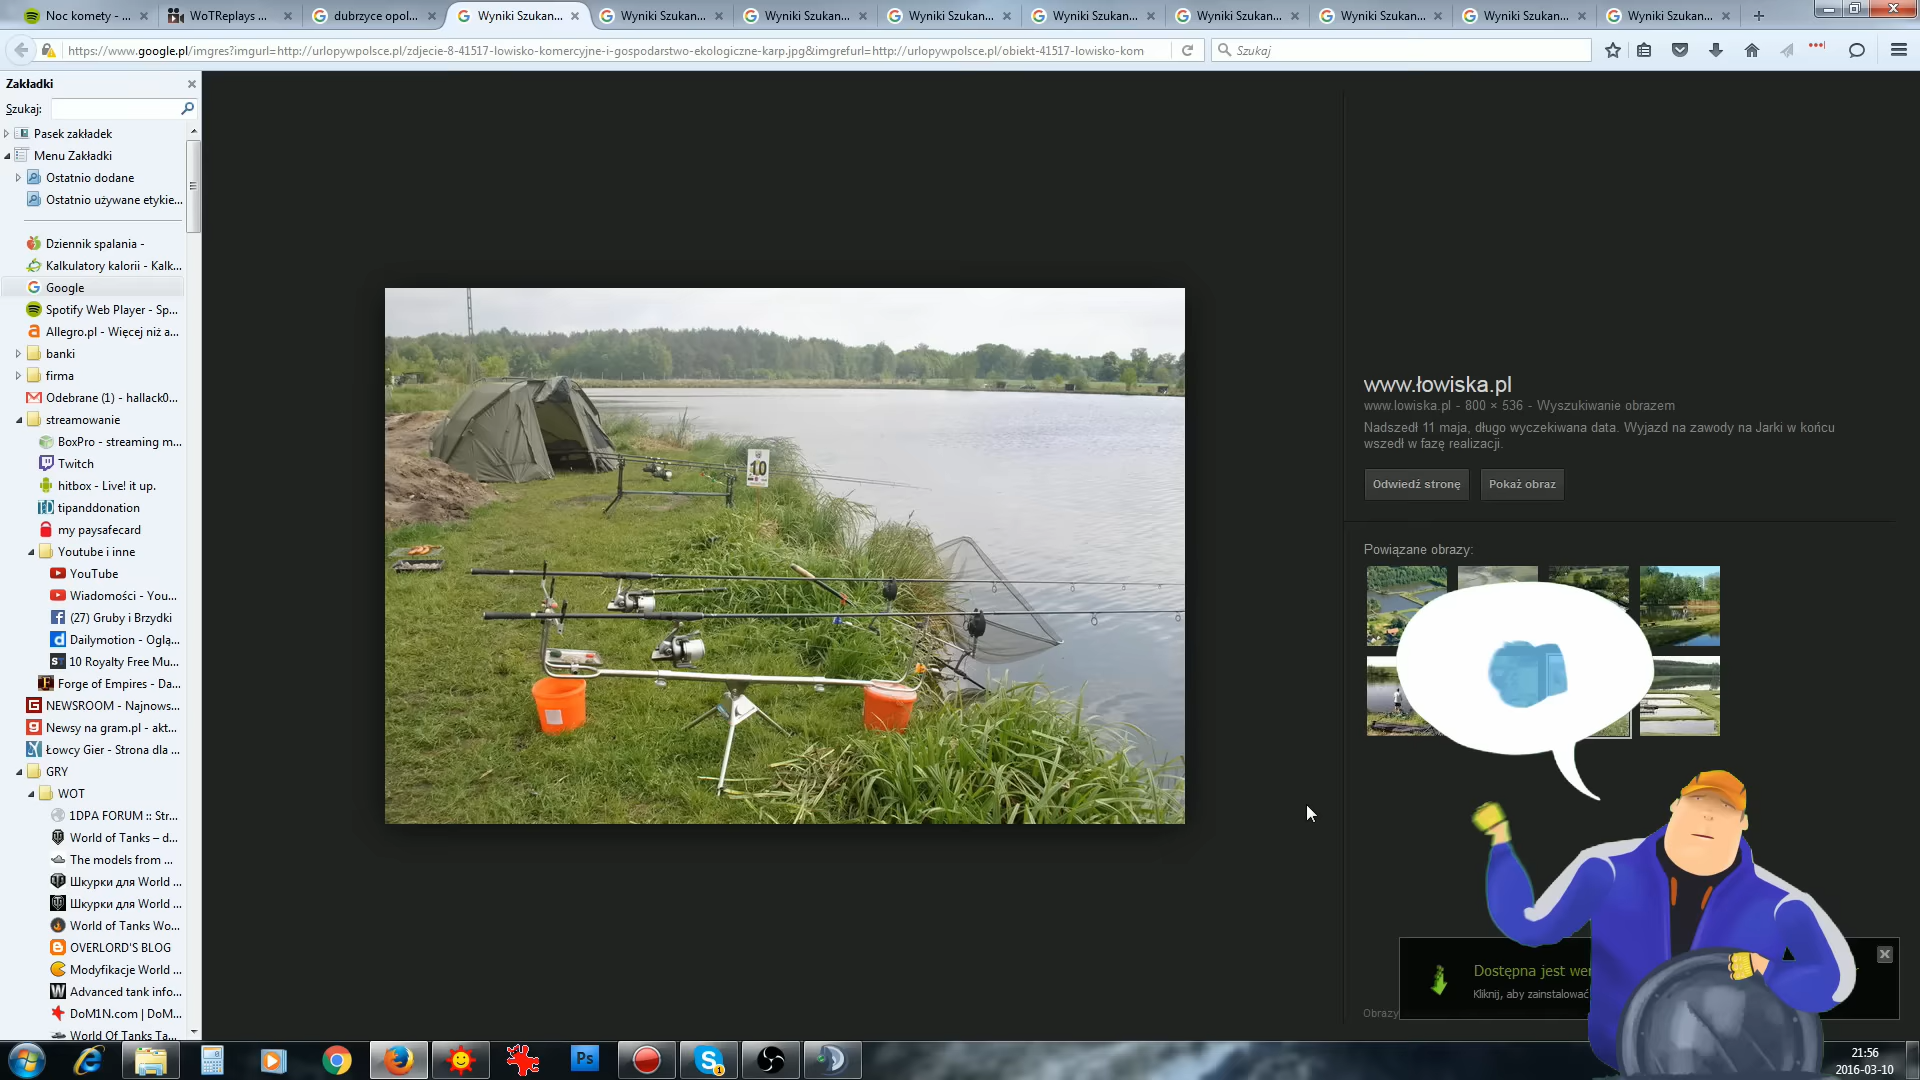 Noc komety - ...
WoTReplays ...
dubrzyce opol...
Wyniki Szukan...
Wyniki Szukan...
Wyniki Szukan...
Wyniki Szukan...
Wyniki Szukan...
Wyniki Szukan...
Wyniki Szukan...
Wyniki Szukan...
Wyniki Szukan...
https://www.google.pl/imgres?imgurl=http://urlopywpolsce.pl/zdjecie-8-41517-lowisko-komercyjne-i-gospodarstwo-ekologiczne-karp.jpg&imgrefurl=http://urlopywpolsce.pl/obiekt-41517-lowisko-kom
Szukaj
Zakładki
Szukaj:
Pasek zakładek
Menu Zakładki
Ostatnio dodane
Ostatnio używane etykie...
Dziennik spalania -
Kalkulatory kalorii - Kalk...
Google
Spotify Web Player - Sp...
Allegro.pl - Więcej niż a...
banki
firma
Odebrane (1) - hallack0...
streamowanie
BoxPro - streaming m...
Twitch
hitbox - Live! it up.
tipanddonation
my paysafecard
Youtube i inne
YouTube
Wiadomości - You...
(27) Gruby i Brzydki
Dailymotion - Oglą...
10 Royalty Free Mu...
Forge of Empires - Da...
NEWSROOM - Najnows...
Newsy na gram.pl - akt...
Łowcy Gier - Strona dla ...
GRY
WOT
1DPA FORUM :: Str...
World of Tanks – d...
The models from ...
Шкурки для World ...
Шкурки для World ...
World of Tanks Wo...
OVERLORD'S BLOG
Modyfikacje World ...
Advanced tank info...
DoM1N.com | DoM...
World Of Tanks Ta...
10
www.łowiska.pl
www.lowiska.pl - 800 × 536 - Wyszukiwanie obrazem
Nadszedł 11 maja, długo wyczekiwana data. Wyjazd na zawody na Jarki w końcu
wszedł w fazę realizacji.
Odwiedź stronę
Pokaż obraz
Powiązane obrazy:
Dostępna jest wer
Kliknij, aby zainstalować
Obrazy
Ps
21:56
2016-03-10